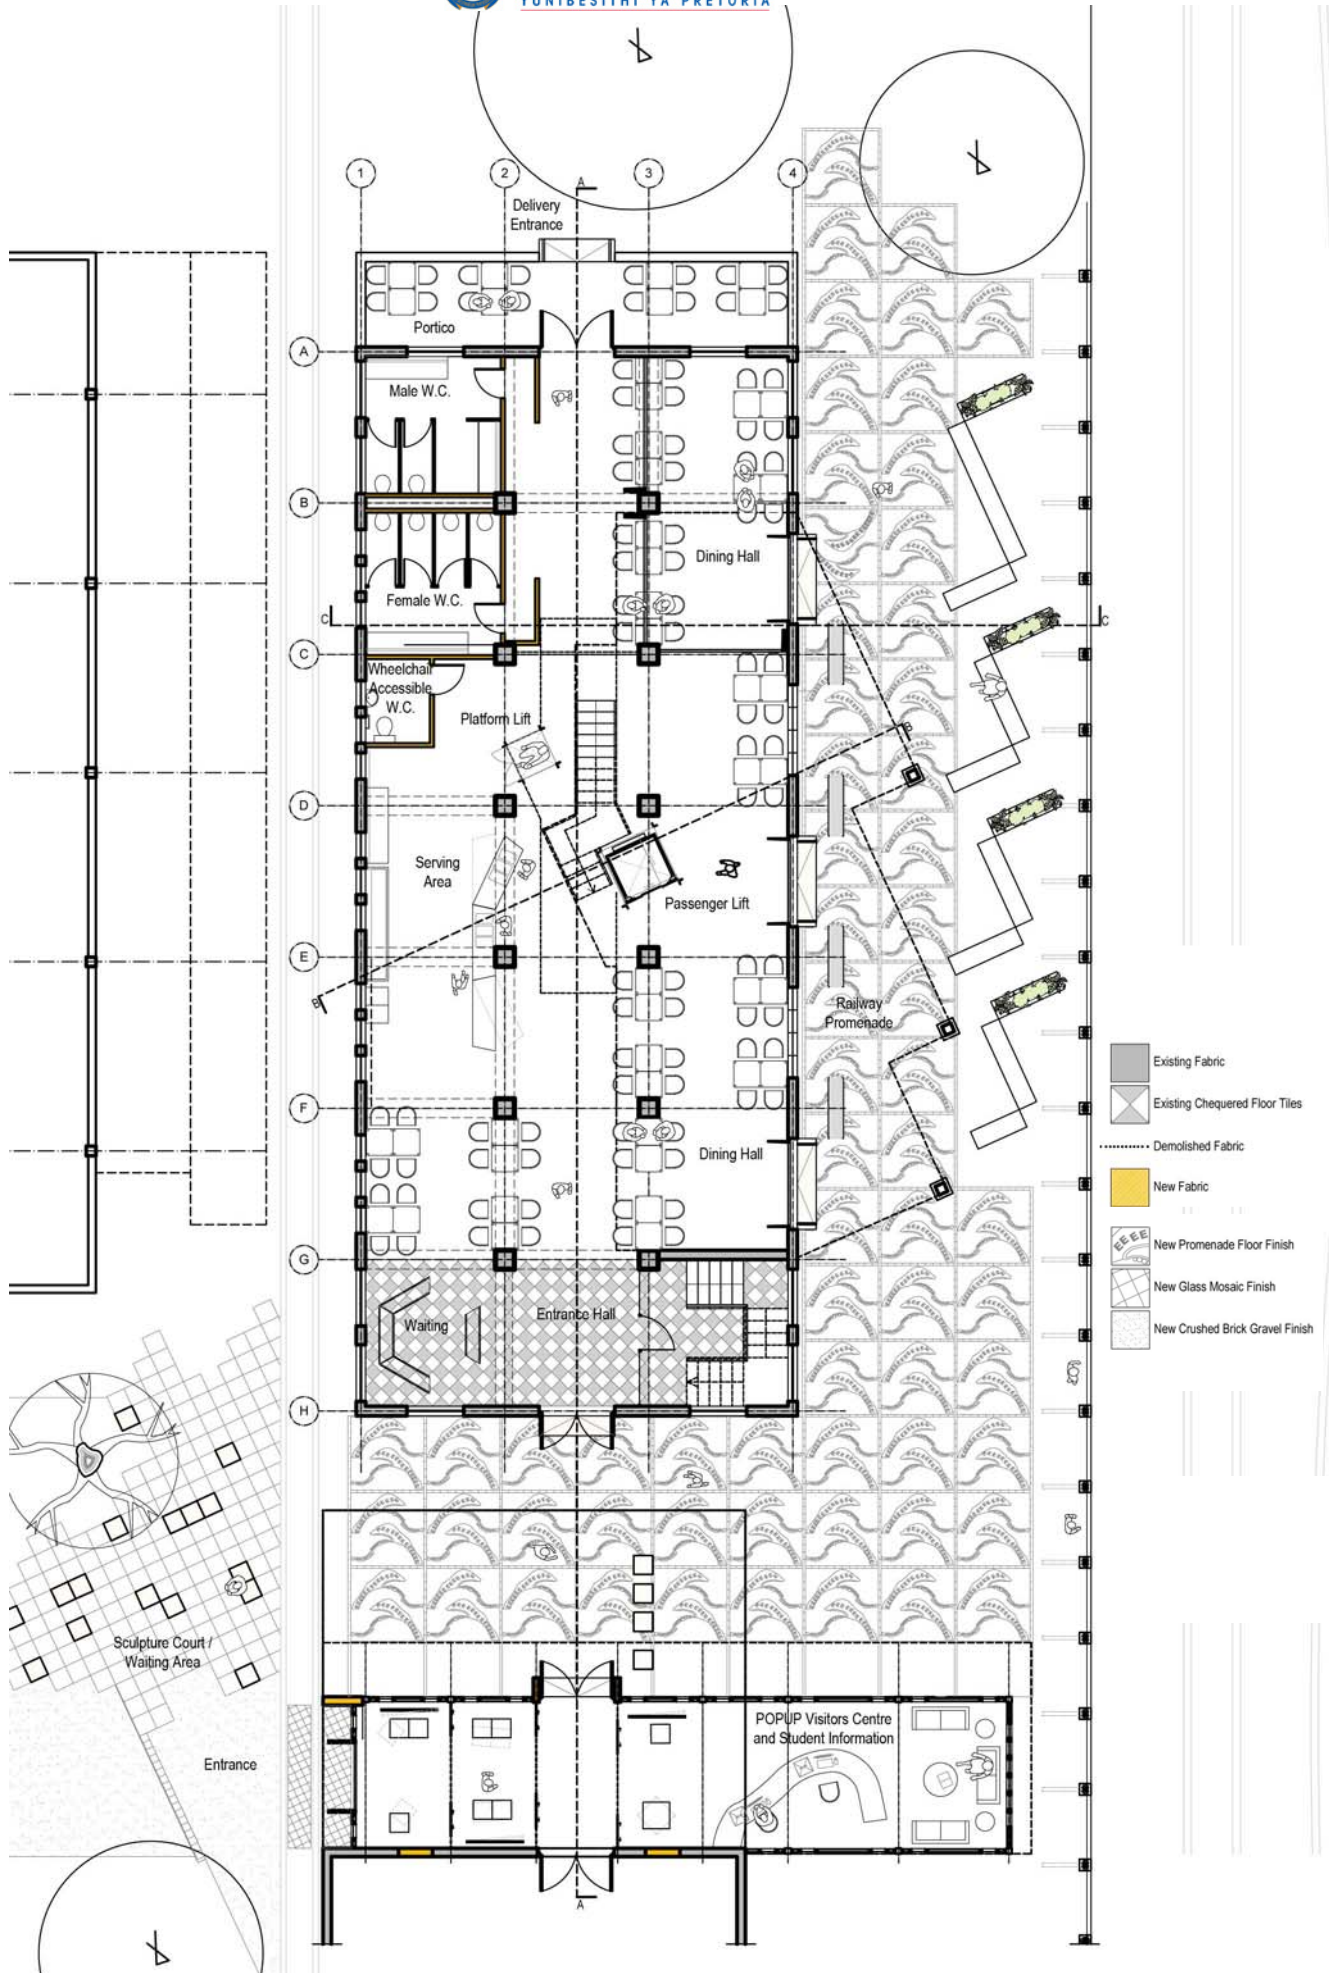 YUNIBESITHI YA PRETORIA
1
2
A
3
4
Delivery
Entrance
Portico
A
Male W.C.
B
Dining Hall
Female W.C.
C
C
C
Wheelchair
Accessible
W.C.
Platform Lift
B
D
Serving
Area
Passenger Lift
E
B
Railway
Promenade
Existing Fabric
Existing Chequered Floor Tiles
F
Demolished Fabric
Dining Hall
New Fabric
G
New Promenade Floor Finish
New Glass Mosaic Finish
Waiting
Entrance Hall
New Crushed Brick Gravel Finish
H
Sculpture Court /
Waiting Area
POPUP Visitors Centre
and Student Information
Entrance
A